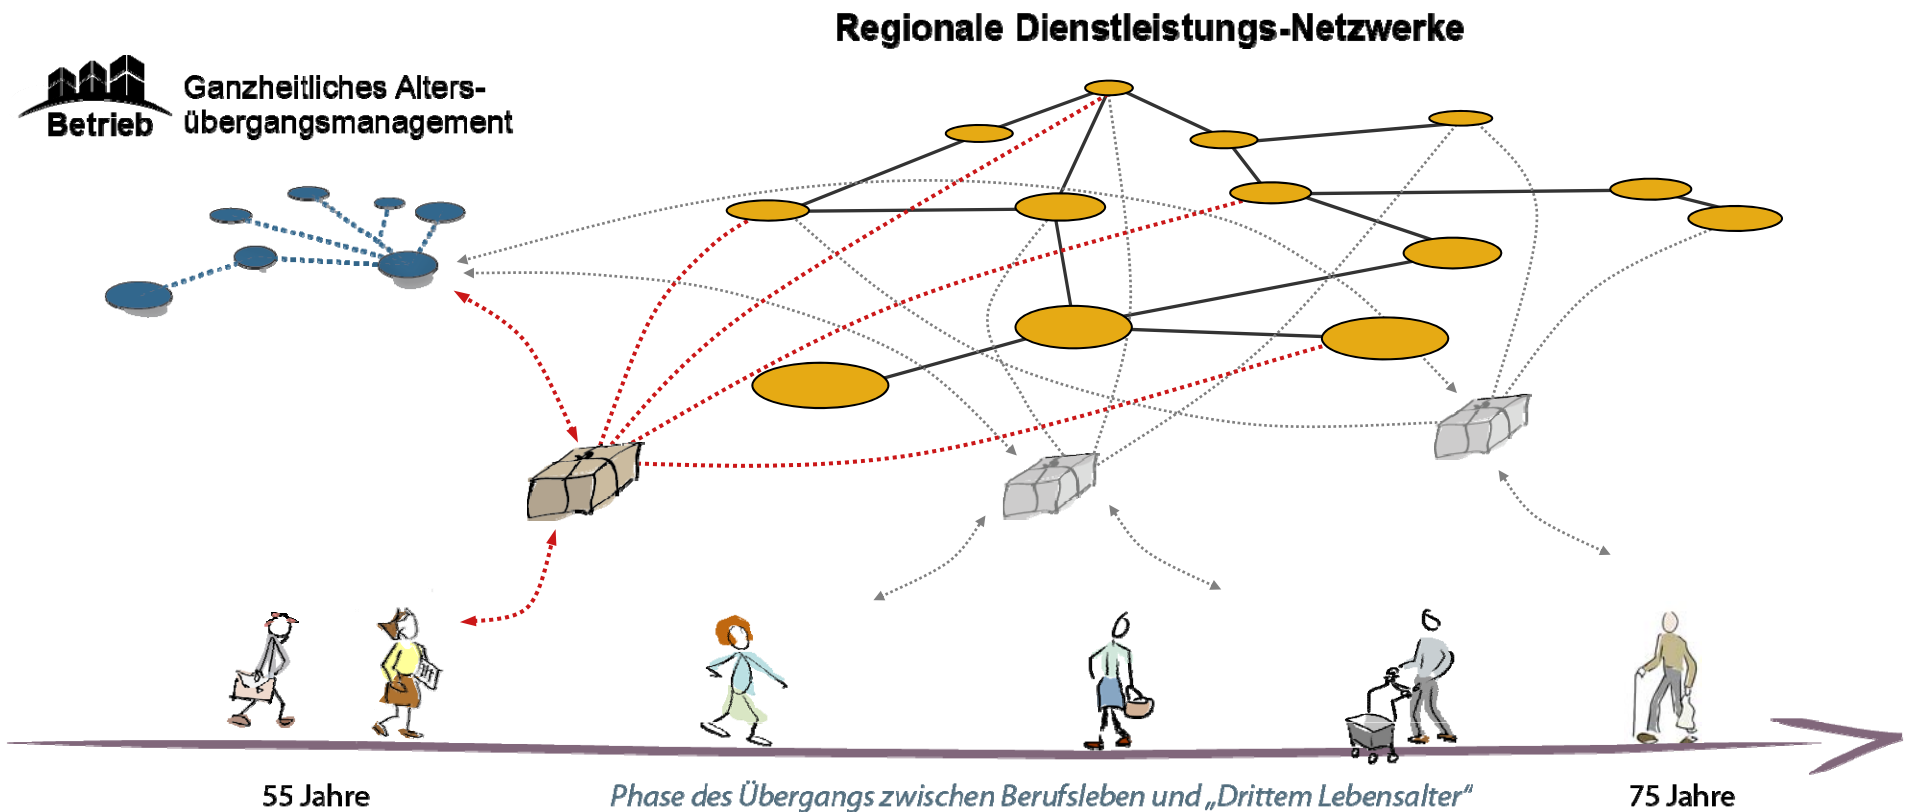 Regionale Dienstleistungs-Netzwerke
Ganzheitliches Alters-
übergangsmanagement
Betrieb
55 Jahre
Phase des Übergangs zwischen Berufsleben und „Drittem Lebensalter“
75 Jahre